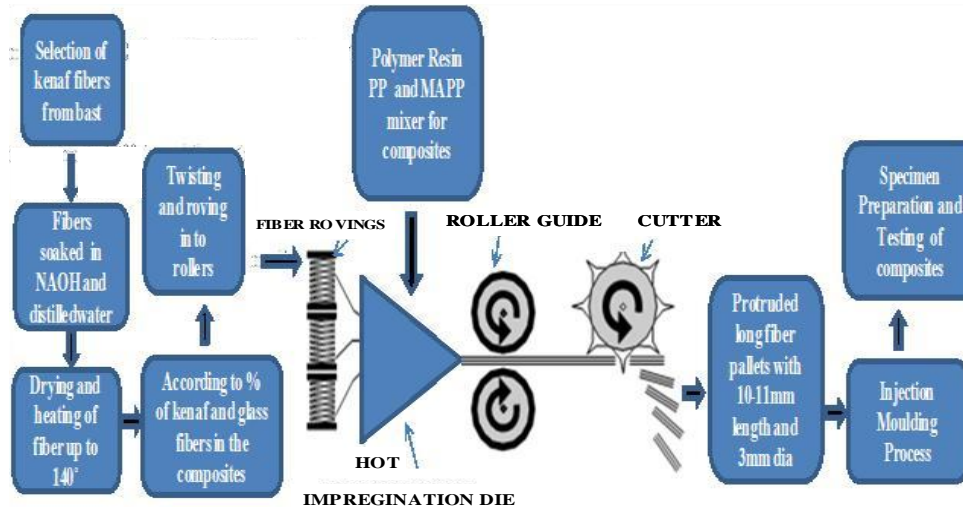 Selection of
kenaf fibers
from bast
Fibers
soaked in
NAOH and
distilledwater
Drying and
heating of
fiber up to
140°
According to %
of kenaf and glass
fibers in the
composites
Twisting
and roving
in to
rollers
FIBER ROVINGS
Polymer Resin
PP and MAPP
mixer for
composites
HOT
IMPREGINATION DIE
ROLLER GUIDE
CUTTER
Protruded
long fiber
pallets with
10-11mm
length and
3mm dia
Injection
Moulding
Process
Specimen
Preparation and
Testing of
composites